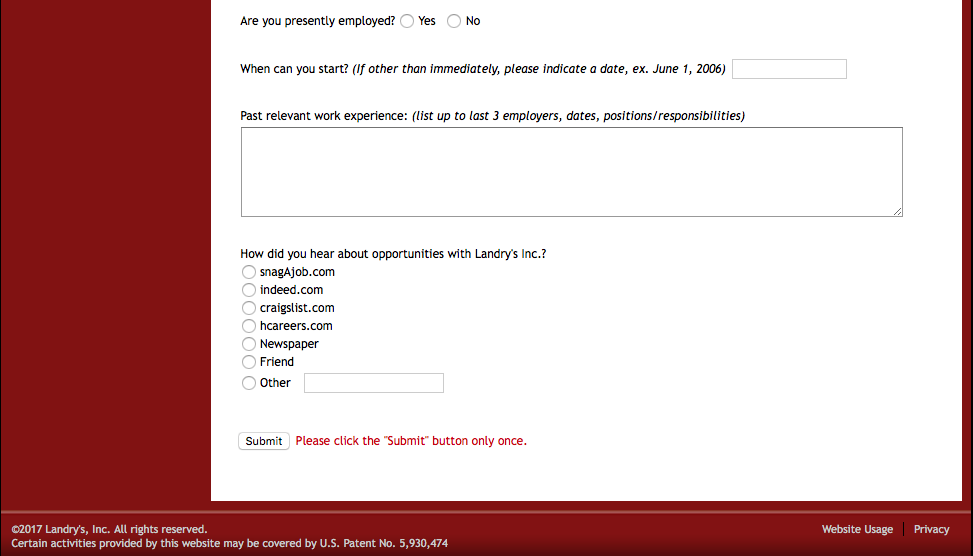 Are you presently employed? Yes No
When can you start? (If other than immediately, please indicate a date, ex. June 1, 2006)
Past relevant work experience: (list up to last 3 employers, dates, positions/responsibilities)
How did you hear about opportunities with Landry's Inc.?
snagAjob.com
indeed.com
craigslist.com
hcareers.com
Newspaper
Friend
Other
Submit Please click the "Submit" button only once.
©2017 Landry's, Inc. All rights reserved. Website Usage Privacy
Certain activities provided by this website may be covered by U.S. Patent No. 5,930,474